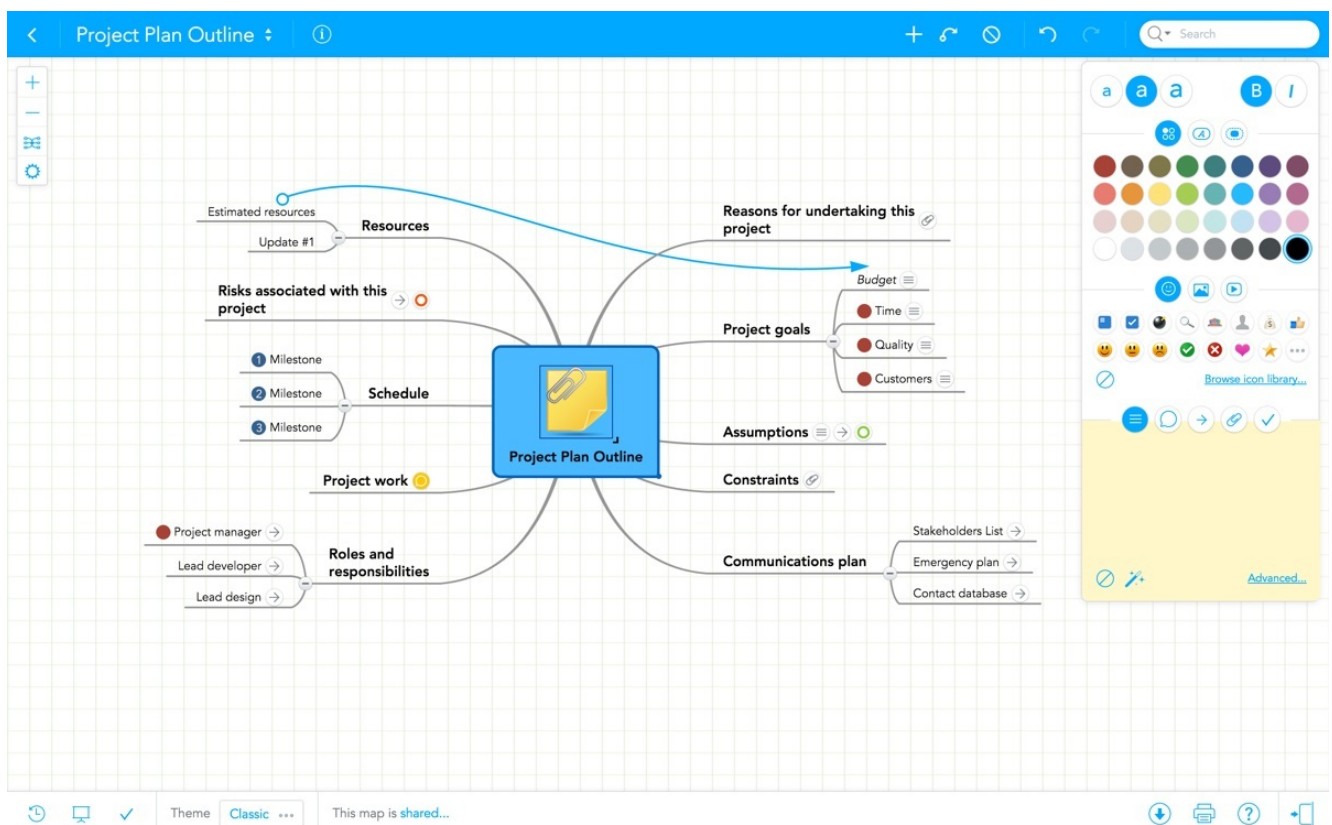 Project Plan Outline
Search
a a a B I
Estimated resources
Update #1
Resources
Risks associated with this
project
1 Milestone
2 Milestone
3 Milestone
Schedule
Project work
Project manager
Lead developer
Lead design
Roles and
responsibilities
Project Plan Outline
Reasons for undertaking this
project
Budget
Time
Quality
Customers
Project goals
Assumptions
Constraints
Communications plan
Stakeholders List
Emergency plan
Contact database
Browse icon library...
Advanced...
Theme Classic
This map is shared...